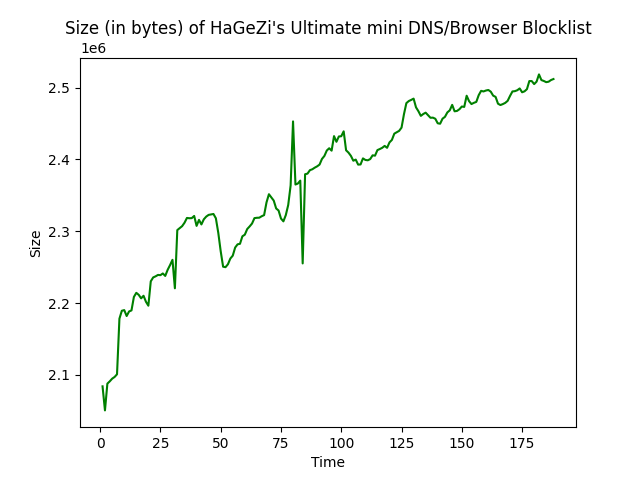 Size (in bytes) of HaGeZi's Ultimate mini DNS/Browser Blocklist
1e6
2.5
2.4
2.3
2.2
2.1
Size
0 25 50 75 100 125 150 175
Time